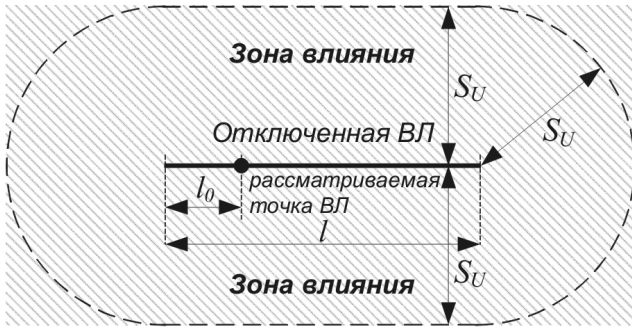 Зона влияния
S_U
S_U
Отключенная ВЛ
рассматриваемая
l_0
точка ВЛ
l
S_U
Зона влияния